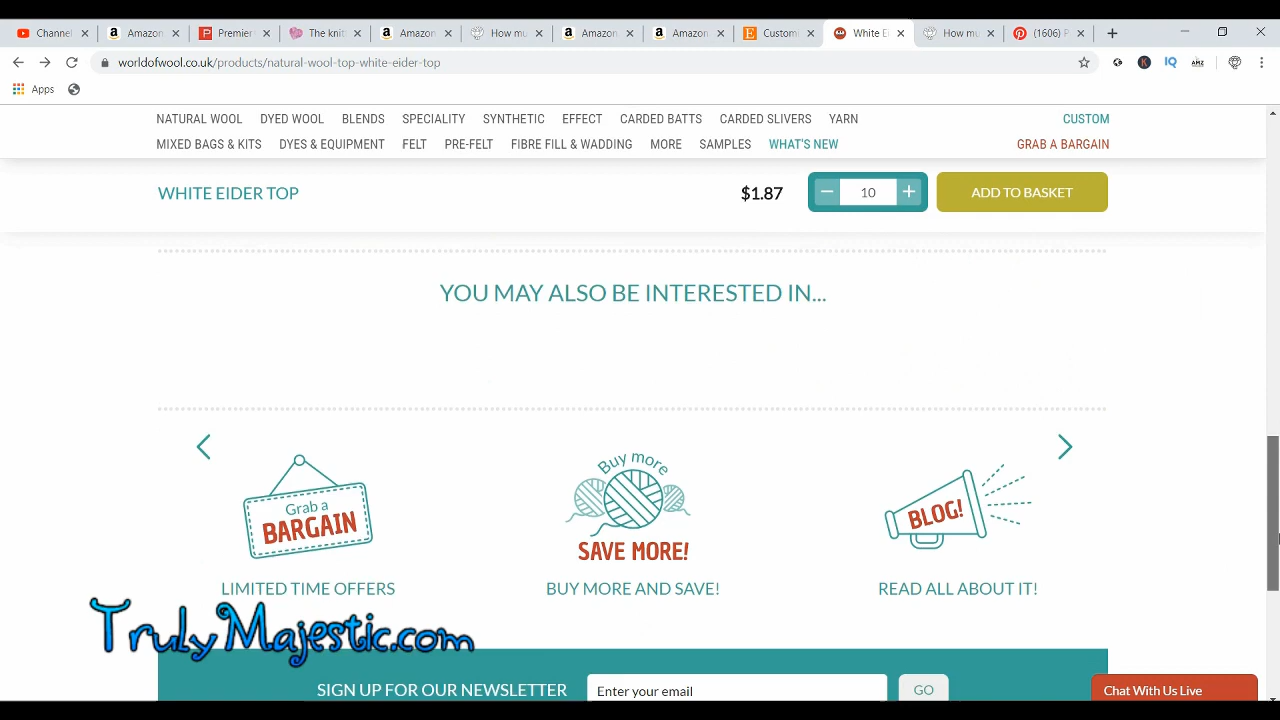 Channel
Amazon
Premier
The knit
Amazon
How mu
Amazon
Amazon
Custom
White Ei
How mu
(1606) P
worldofwool.co.uk/products/natural-wool-top-white-eider-top
Apps
NATURAL WOOL DYED WOOL BLENDS SPECIALITY SYNTHETIC EFFECT CARDED BATTS CARDED SLIVERS YARN CUSTOM
MIXED BAGS & KITS DYES & EQUIPMENT FELT PRE-FELT FIBRE FILL & WADDING MORE SAMPLES WHAT'S NEW GRAB A BARGAIN
WHITE EIDER TOP $1.87 − 10 + ADD TO BASKET
YOU MAY ALSO BE INTERESTED IN...
Grab a
BARGAIN
LIMITED TIME OFFERS
Buy more
SAVE MORE!
BUY MORE AND SAVE!
BLOG!
READ ALL ABOUT IT!
TrulyMajestic.com
SIGN UP FOR OUR NEWSLETTER Enter your email GO
Chat With Us Live